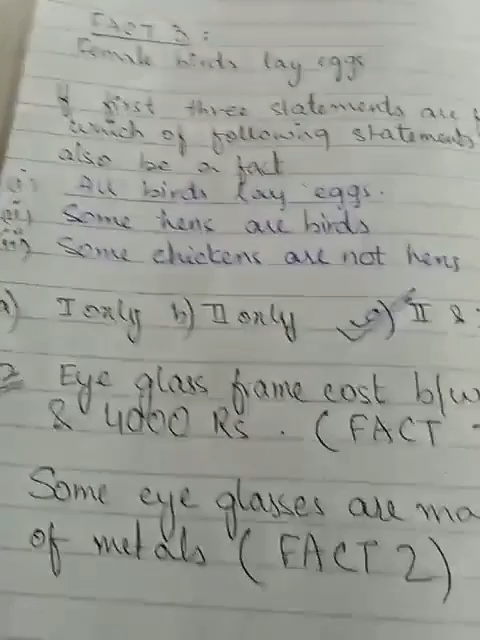 FACT 3:
Female birds lay eggs
If first three statements are
which of following statements
also be a fact
i) All birds lay eggs.
ii) Some hens are birds
iii) Some chickens are not hens
a) I only b) II only c) II &
2 Eye glass frame cost b/w
& 4000 Rs. (FACT
Some eye glasses are ma
of metals (FACT 2)